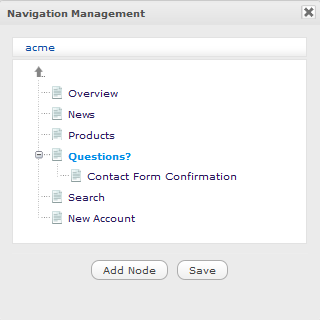 Navigation Management
acme
Overview
News
Products
Questions?
Contact Form Confirmation
Search
New Account
Add Node
Save